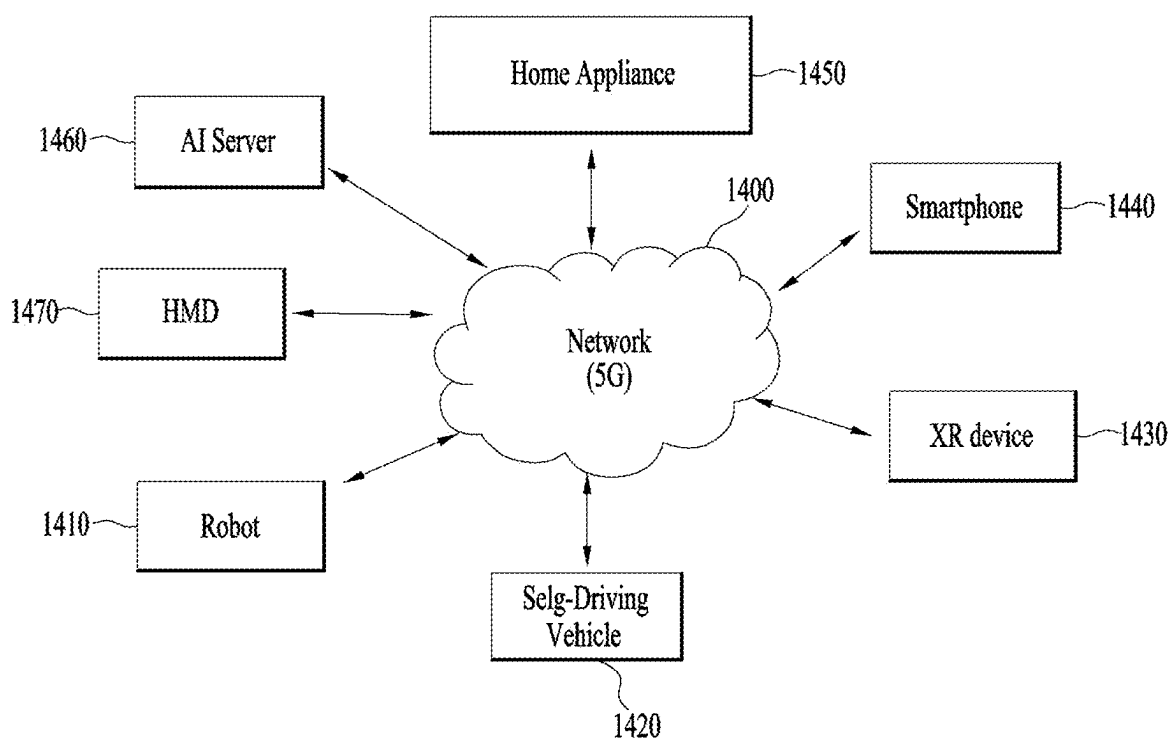 Home Appliance
1450
1460
AI Server
1400
Smartphone
1440
1470
HMD
Network
(5G)
XR device
1430
1410
Robot
Selg-Driving
Vehicle
1420